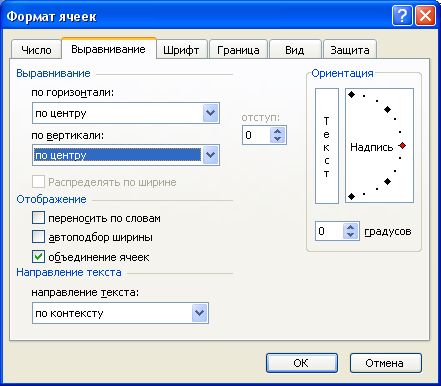 Формат ячеек
Число Выравнивание Шрифт Граница Вид Защита
Выравнивание
по горизонтали:
по центру
отступ:
по вертикали:
0
по центру
Распределять по ширине
Отображение
переносить по словам
автоподбор ширины
объединение ячеек
Направление текста
направление текста:
по контексту
Ориентация
Текст
Надпись
0 градусов
ОК Отмена